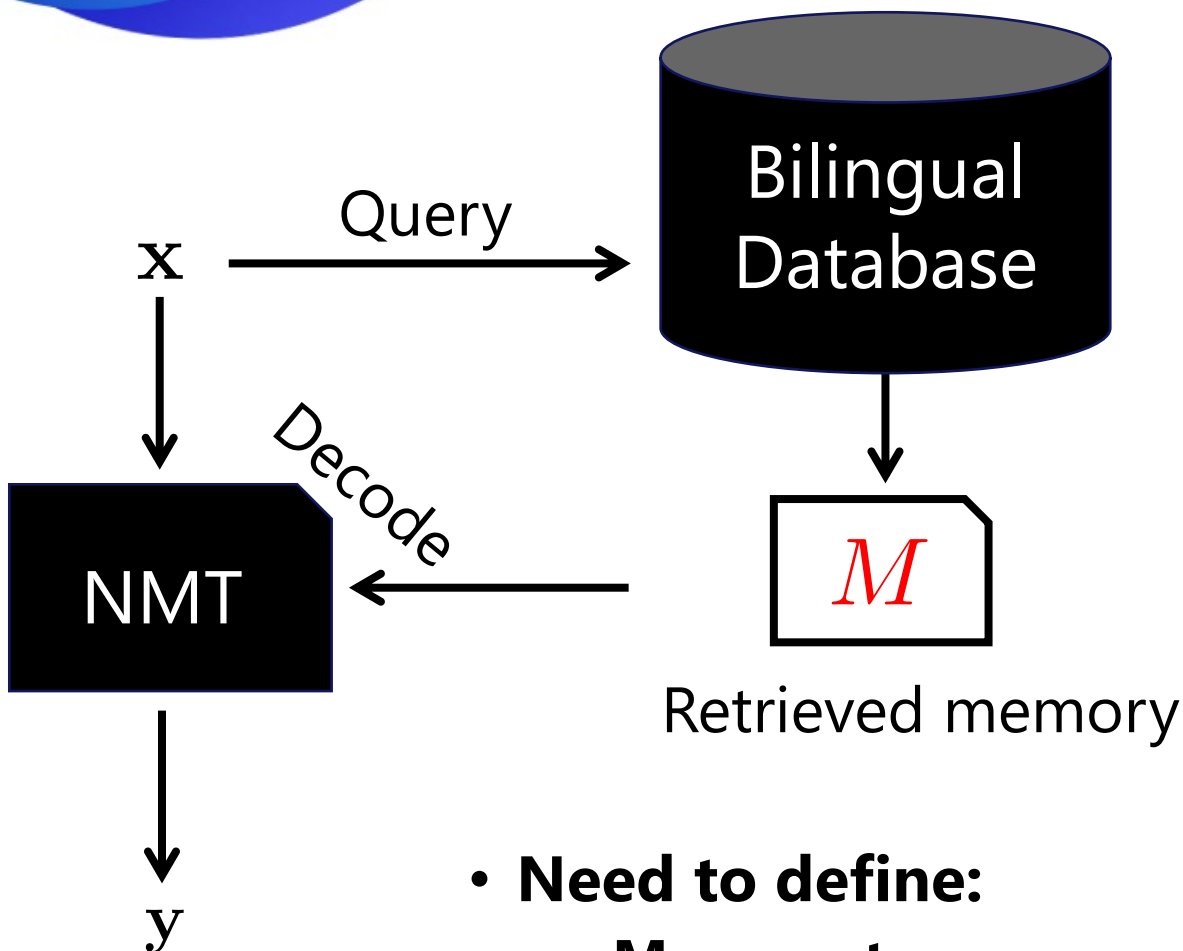 Bilingual
Database
Query
x
Decode
NMT
M
Retrieved memory
• Need to define:
y